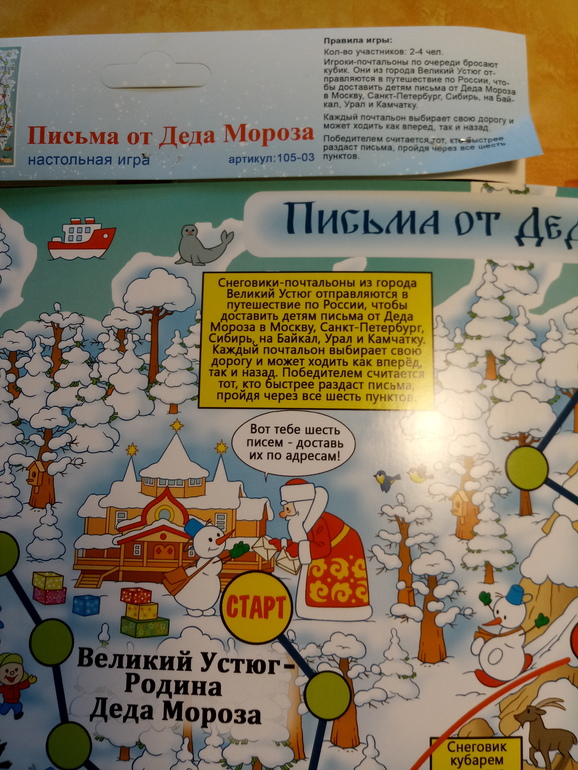 Правила игры:
Кол-во участников: 2-4 чел.
Игроки-почтальоны по очереди бросают
кубик. Они из города Великий Устюг от-
правляются в путешествие по России, что-
бы доставить детям письма от Деда Мороза
в Москву, Санкт-Петербург, Сибирь, на Бай-
кал, Урал и Камчатку.
Каждый почтальон выбирает свою дорогу и
может ходить как вперед, так и назад
Победителем считается тот, кто быстрее
раздаст письма, пройдя через все шесть
пунктов.
Письма от Деда Мороза
настольная игра
артикул:105-03
Письма от Де
Снеговики-почтальоны из города
Великий Устюг отправляются в
путешествие по России, чтобы
доставить детям письма от Деда
Мороза в Москву, Санкт-Петербург,
Сибирь, на Байкал, Урал и Камчатку.
Каждый почтальон выбирает свою
дорогу и может ходить как вперёд,
так и назад. Победителем считается
тот, кто быстрее раздаст письма,
пройдя через все шесть пунктов.
Вот тебе шесть
писем - доставь
их по адресам!
СТАРТ
Великий Устюг-
Родина
Деда Мороза
Снеговик
кубарем